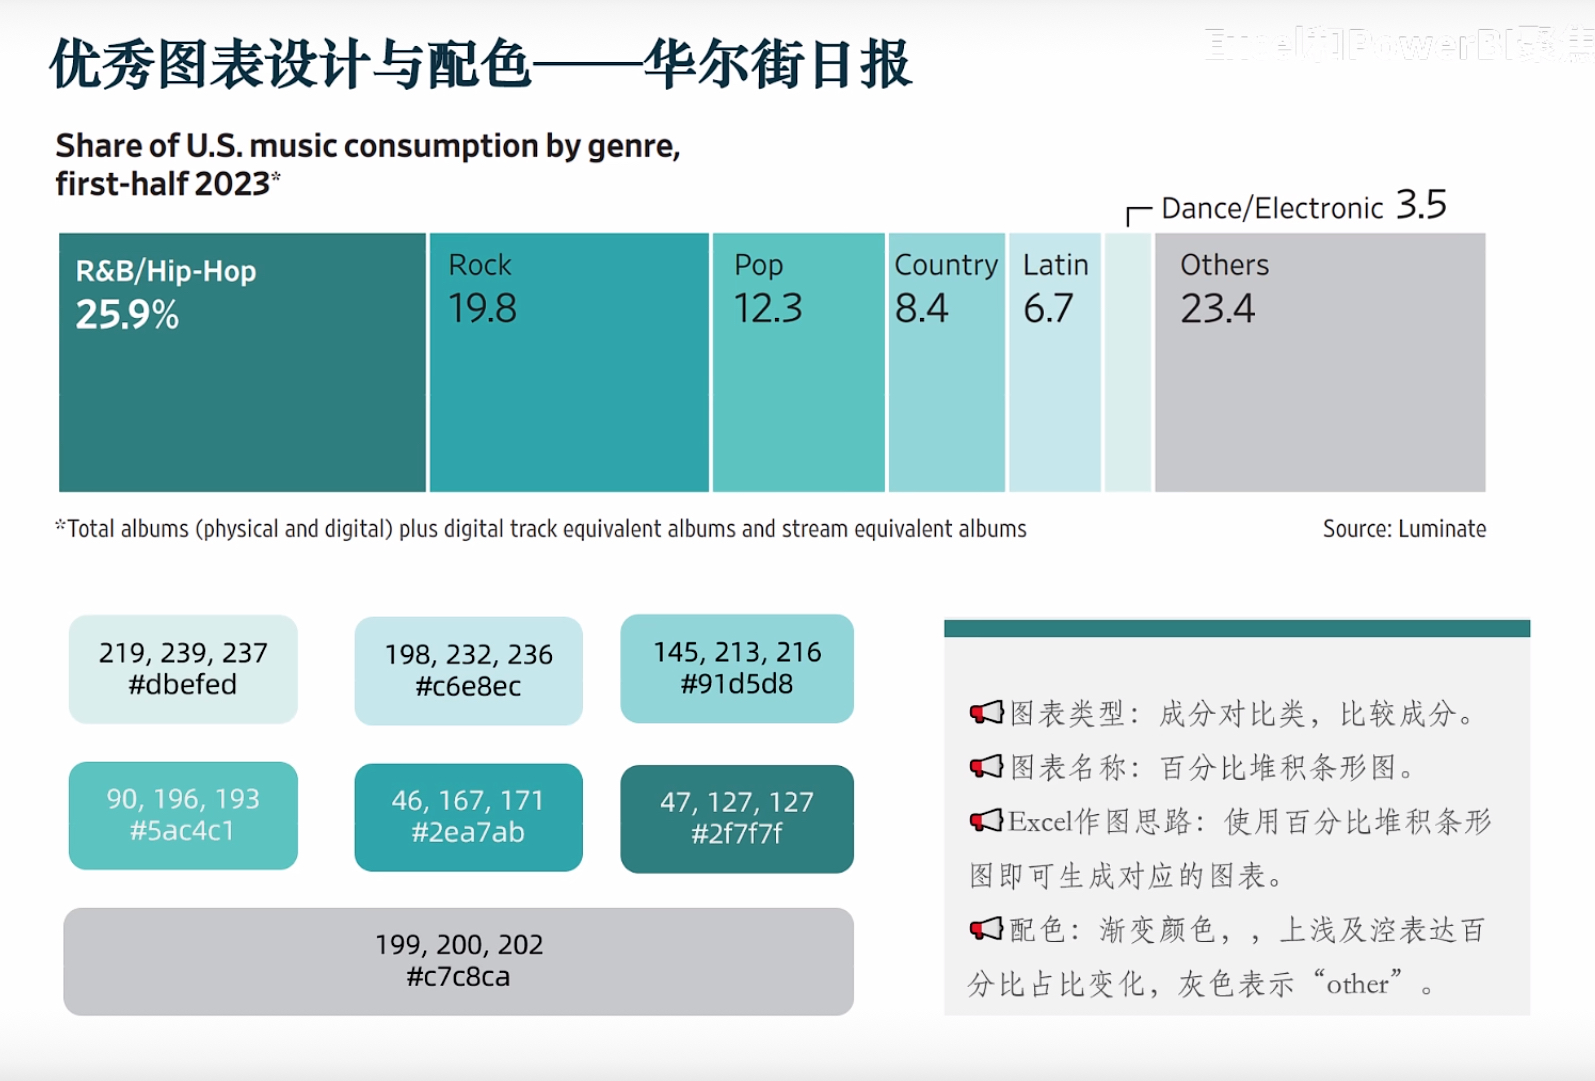 优秀图表设计与配色——华尔街日报
Excel和PowerBI聚焦
Share of U.S. music consumption by genre,
first-half 2023*
Dance/Electronic 3.5
R&B/Hip-Hop
25.9%
Rock
19.8
Pop
12.3
Country
8.4
Latin
6.7
Others
23.4
*Total albums (physical and digital) plus digital track equivalent albums and stream equivalent albums
Source: Luminate
219, 239, 237
#dbefed
198, 232, 236
#c6e8ec
145, 213, 216
#91d5d8
90, 196, 193
#5ac4c1
46, 167, 171
#2ea7ab
47, 127, 127
#2f7f7f
199, 200, 202
#c7c8ca
图表类型：成分对比类，比较成分。
图表名称：百分比堆积条形图。
Excel作图思路：使用百分比堆积条形
图即可生成对应的图表。
配色：渐变颜色，，上浅及涳表达百
分比占比变化，灰色表示“other”。